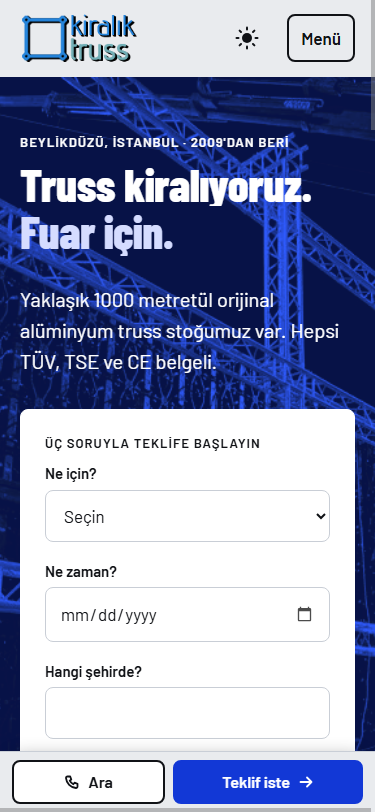 kiralık
truss
Menü
BEYLİKDÜZÜ, İSTANBUL · 2009'DAN BERİ
Truss kiralıyoruz.
Fuar için.
Yaklaşık 1000 metretül orijinal
alüminyum truss stoğumuz var. Hepsi
TÜV, TSE ve CE belgeli.
ÜÇ SORUYLA TEKLİFE BAŞLAYIN
Ne için?
Seçin
Ne zaman?
mm/dd/yyyy
Hangi şehirde?
Ara
Teklif iste →